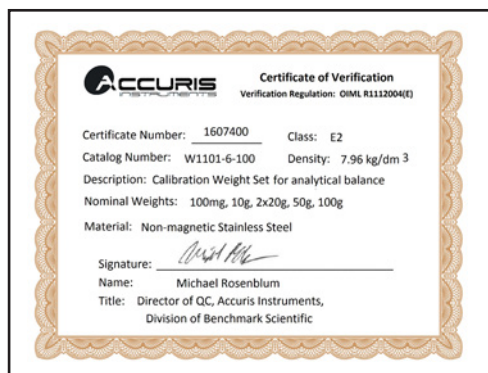 ACCURIS
INSTRUMENTS
Certificate of Verification
Verification Regulation: OIML R1112004(E)
Certificate Number: 1607400 Class: E2
Catalog Number: W1101-6-100 Density: 7.96 kg/dm 3
Description: Calibration Weight Set for analytical balance
Nominal Weights: 100mg, 10g, 2x20g, 50g, 100g
Material: Non-magnetic Stainless Steel
Signature:
Name: Michael Rosenblum
Title: Director of QC, Accuris Instruments,
Division of Benchmark Scientific